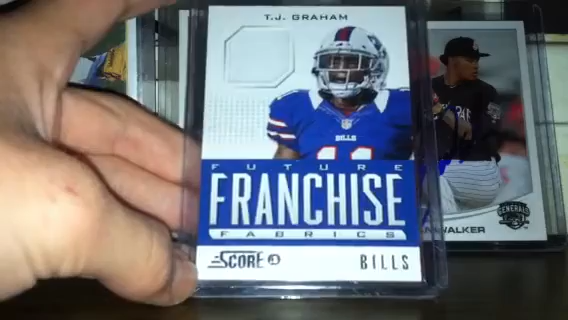 T.J. GRAHAM
BILLS
FUTURE
FRANCHISE
FABRICS
SCORE
BILLS
GENERALS
WALKER